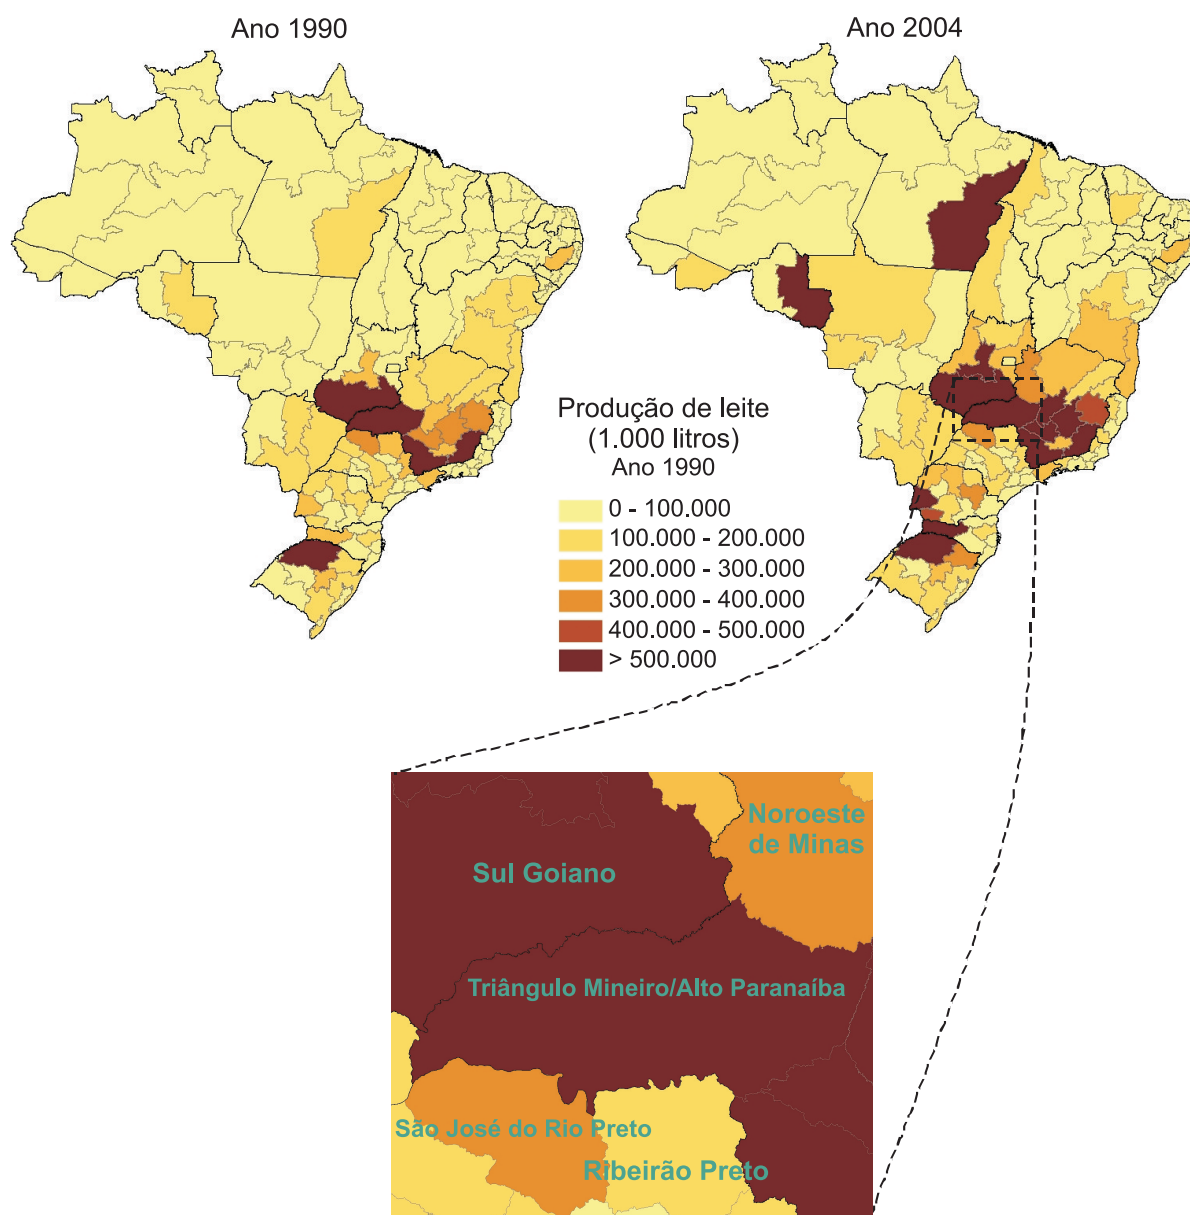 Ano 1990
Ano 2004
Produção de leite
(1.000 litros)
Ano 1990
0 - 100.000
100.000 - 200.000
200.000 - 300.000
300.000 - 400.000
400.000 - 500.000
> 500.000
Noroeste
de Minas
Sul Goiano
Triângulo Mineiro/Alto Paranaíba
São José do Rio Preto
Ribeirão Preto